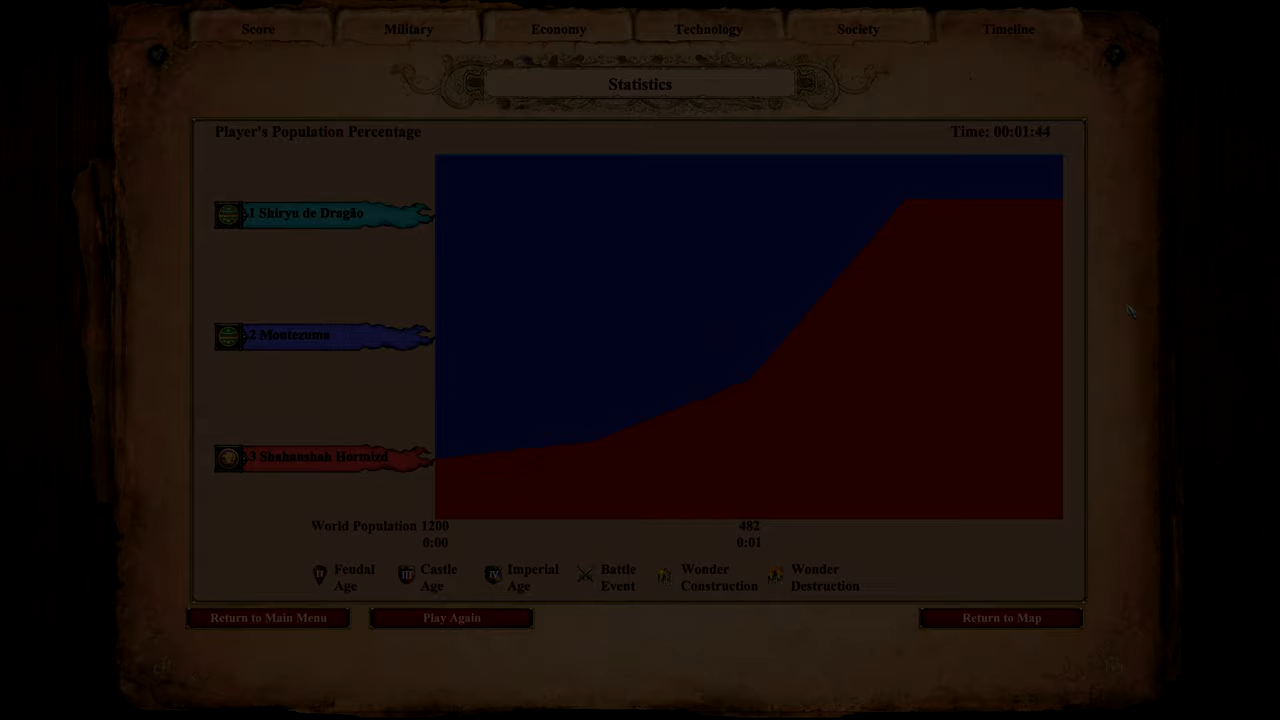 Score Military Economy Technology Society Timeline
Statistics
Player's Population Percentage Time: 00:01:44
1 Shiryu de Dragão
2 Montezuma
3 Shahanshah Hormizd
World Population 1200 482
0:00 0:01
Feudal Age
Castle Age
Imperial Age
Battle Event
Wonder Construction
Wonder Destruction
Return to Main Menu Play Again Return to Map